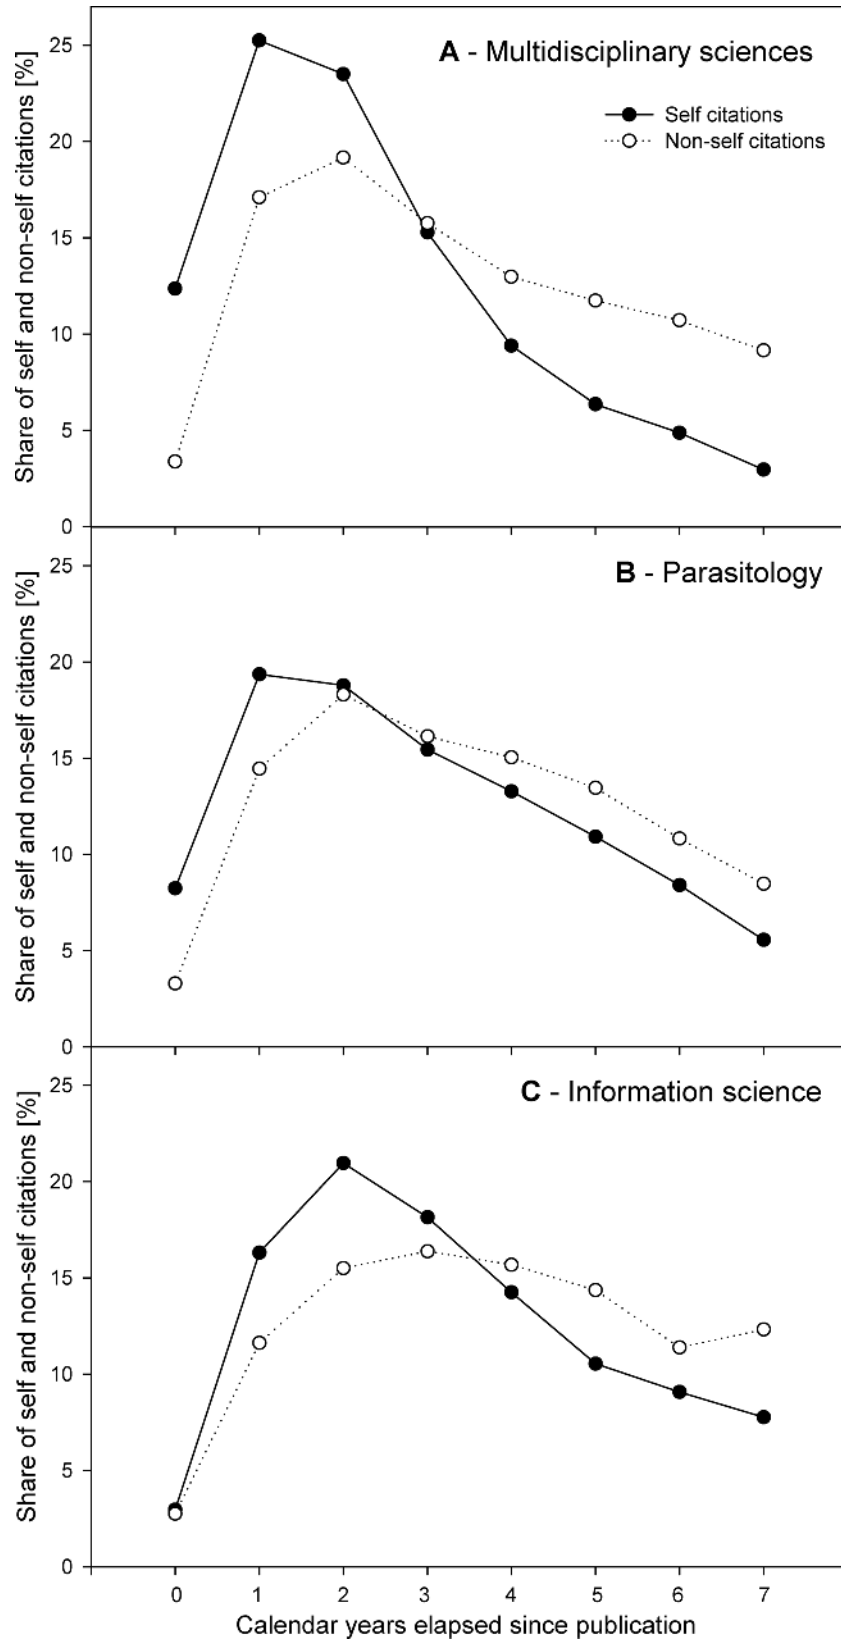 A - Multidisciplinary sciences
Self citations
Non-self citations
Share of self and non-self citations [%]
25
20
15
10
5
0
B - Parasitology
Share of self and non-self citations [%]
25
20
15
10
5
0
C - Information science
Share of self and non-self citations [%]
25
20
15
10
5
0
0 1 2 3 4 5 6 7
Calendar years elapsed since publication